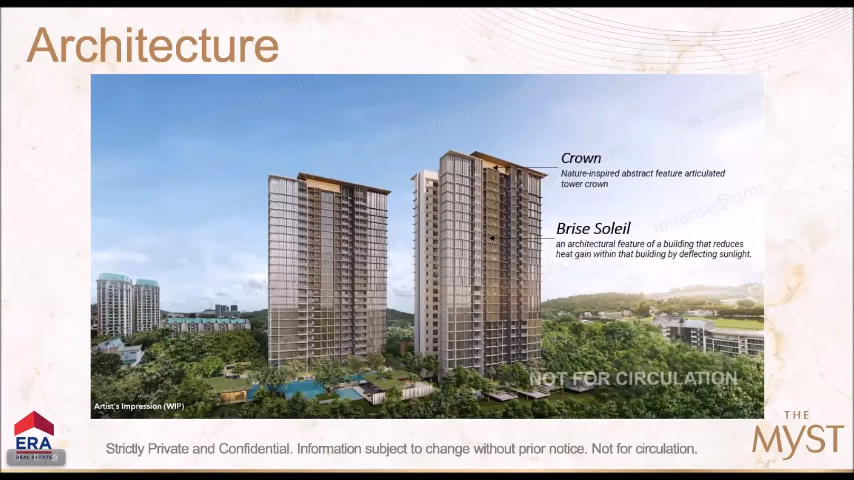 Architecture
Crown
Nature-inspired abstract feature articulated
tower crown
Brise Soleil
an architectural feature of a building that reduces
heat gain within that building by deflecting sunlight.
NOT FOR CIRCULATION
Artist's Impression (WIP)
THE
MYST
ERA
REAL ESTATE
Strictly Private and Confidential. Information subject to change without prior notice. Not for circulation.